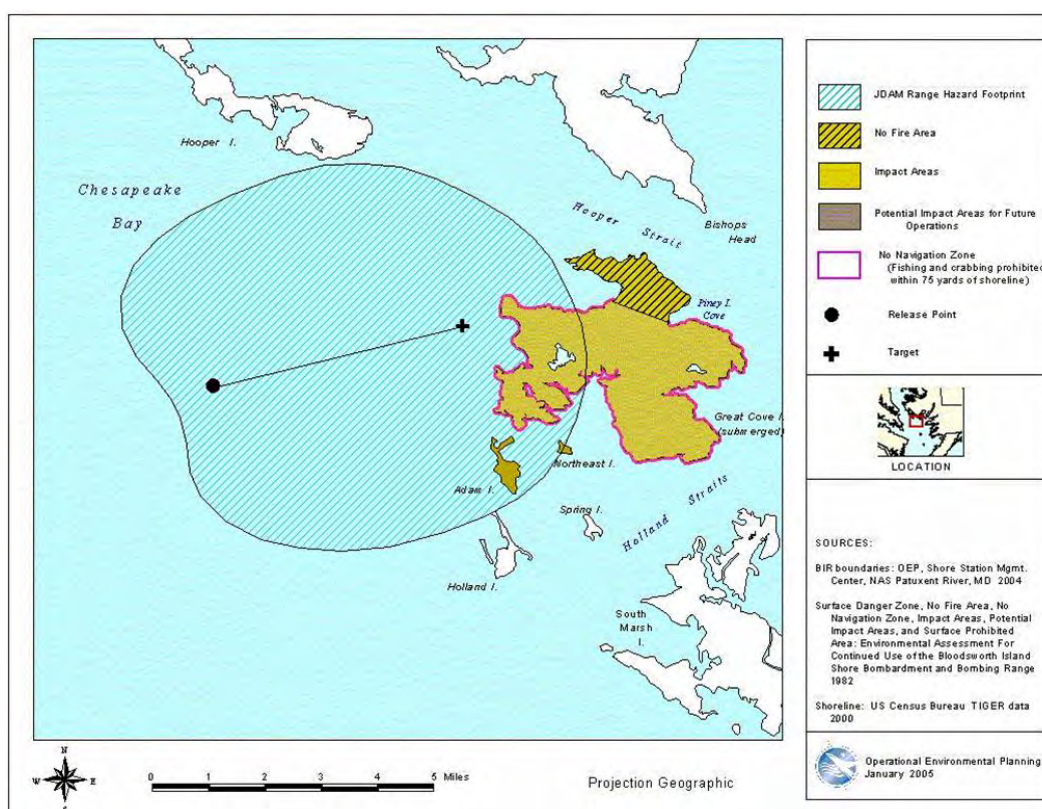 Hooper I.
Chesapeake
Bay
Hooper Strait
Bishops
Head
Piney I.
Cove
Great Cove I.
(submerged)
Northeast I.
Adam I.
Spring I.
Holland Straits
Holland I.
South
Marsh
I.
JDAM Range Hazard Footprint
No Fire Area
Impact Areas
Potential Impact Areas for Future
Operations
No Navigation Zone
(Fishing and crabbing prohibited
within 75 yards of shoreline)
Release Point
Target
LOCATION
SOURCES:
BIR boundaries: OEP, Shore Station Mgmt.
Center, NAS Patuxent River, MD 2004
Surface Danger Zone, No Fire Area, No
Navigation Zone, Impact Areas, Potential
Impact Areas, and Surface Prohibited
Area: Environmental Assessment For
Continued Use of the Bloodsworth Island
Shore Bombardment and Bombing Range
1982
Shoreline: US Census Bureau TIGER data
2000
Operational Environmental Planning
January 2005
N
W E
S
0 1 2 3 4 5 Miles
Projection Geographic